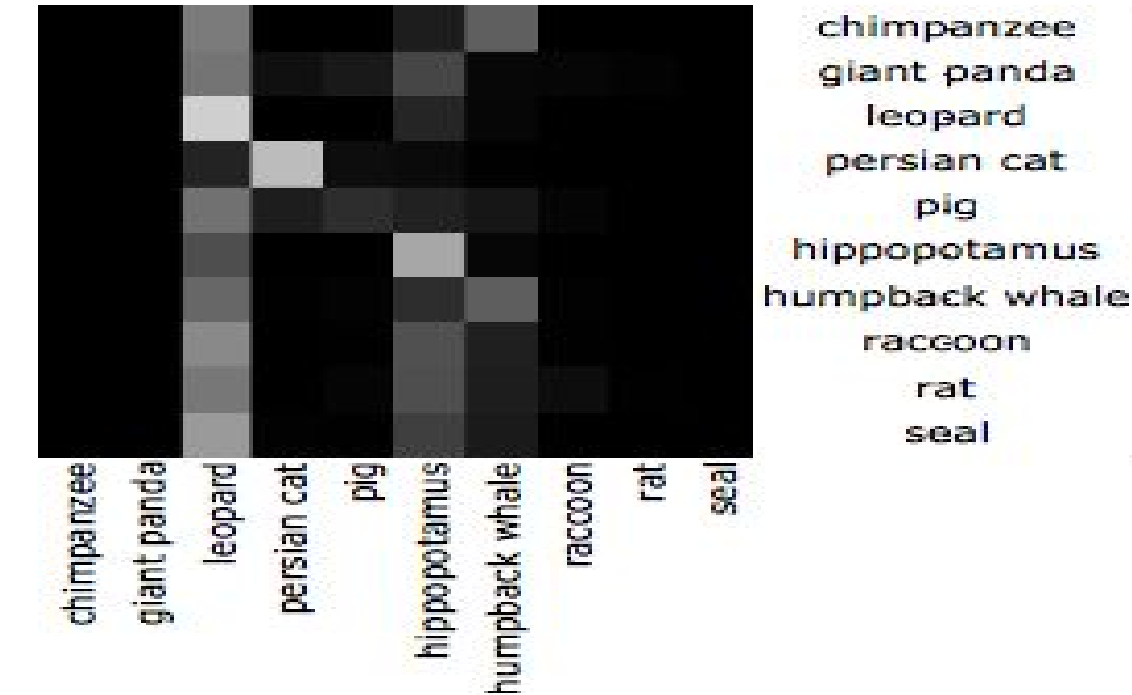 chimpanzee
giant panda
leopard
persian cat
pig
hippopotamus
humpback whale
raccoon
rat
seal
chimpanzee
giant panda
leopard
persian cat
pig
hippopotamus
humpback whale
raccoon
rat
seal